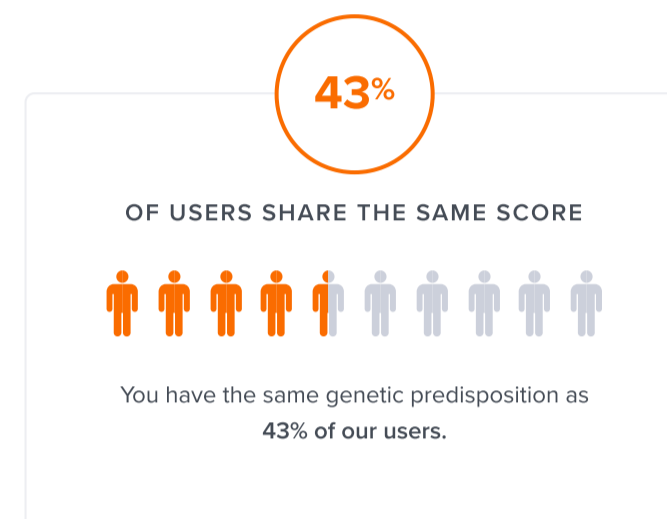 43%
OF USERS SHARE THE SAME SCORE
You have the same genetic predisposition as
43% of our users.